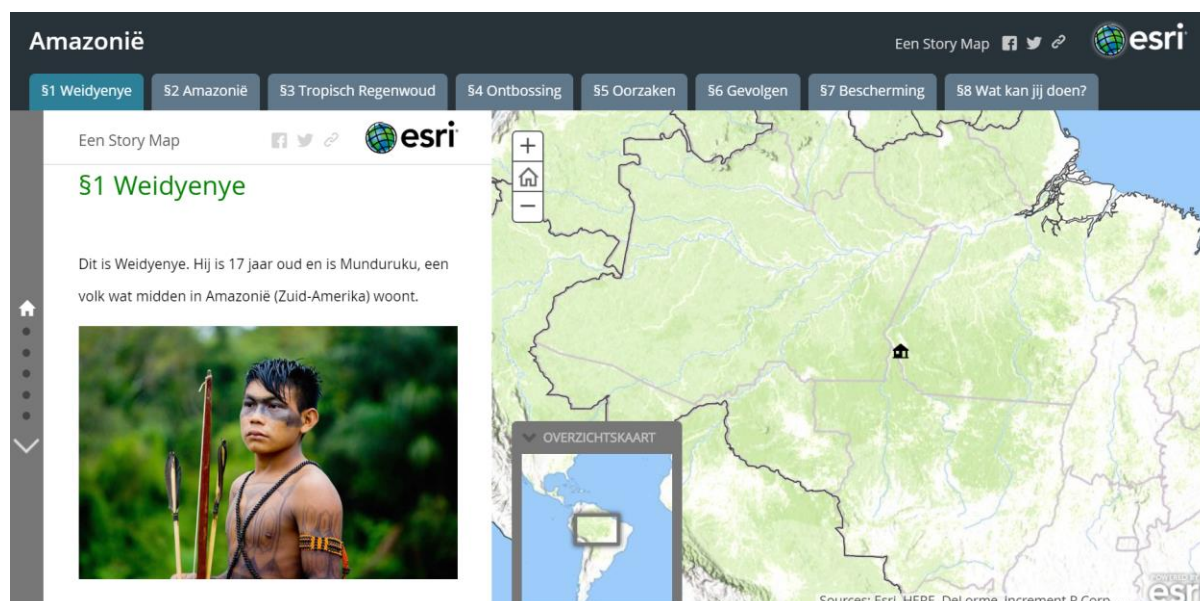 Amazonië
Een Story Map
esri
§1 Weidyenye
§2 Amazonië
§3 Tropisch Regenwoud
§4 Ontbossing
§5 Oorzaken
§6 Gevolgen
§7 Bescherming
§8 Wat kan jij doen?
Een Story Map
esri
§1 Weidyenye
Dit is Weidyenye. Hij is 17 jaar oud en is Munduruku, een
volk wat midden in Amazonië (Zuid-Amerika) woont.
OVERZICHTSKAART
POWERED BY
esri
Sources: Esri, HERE, DeLorme, Increment P Corp.